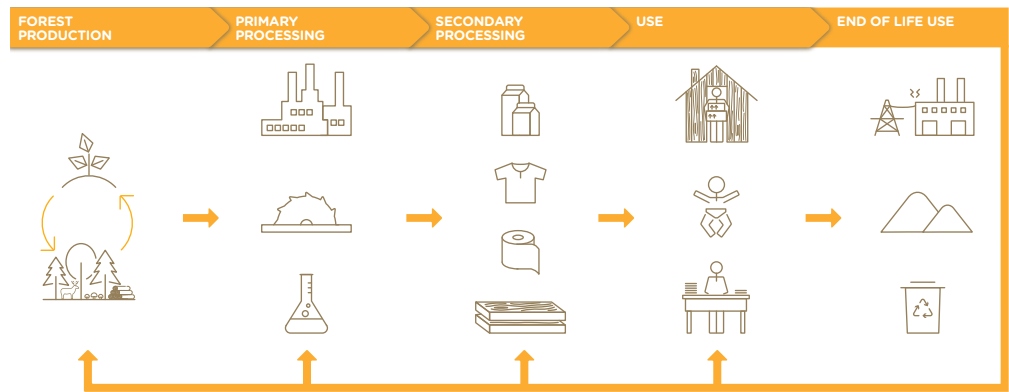 FOREST
PRODUCTION
PRIMARY
PROCESSING
SECONDARY
PROCESSING
USE
END OF LIFE USE